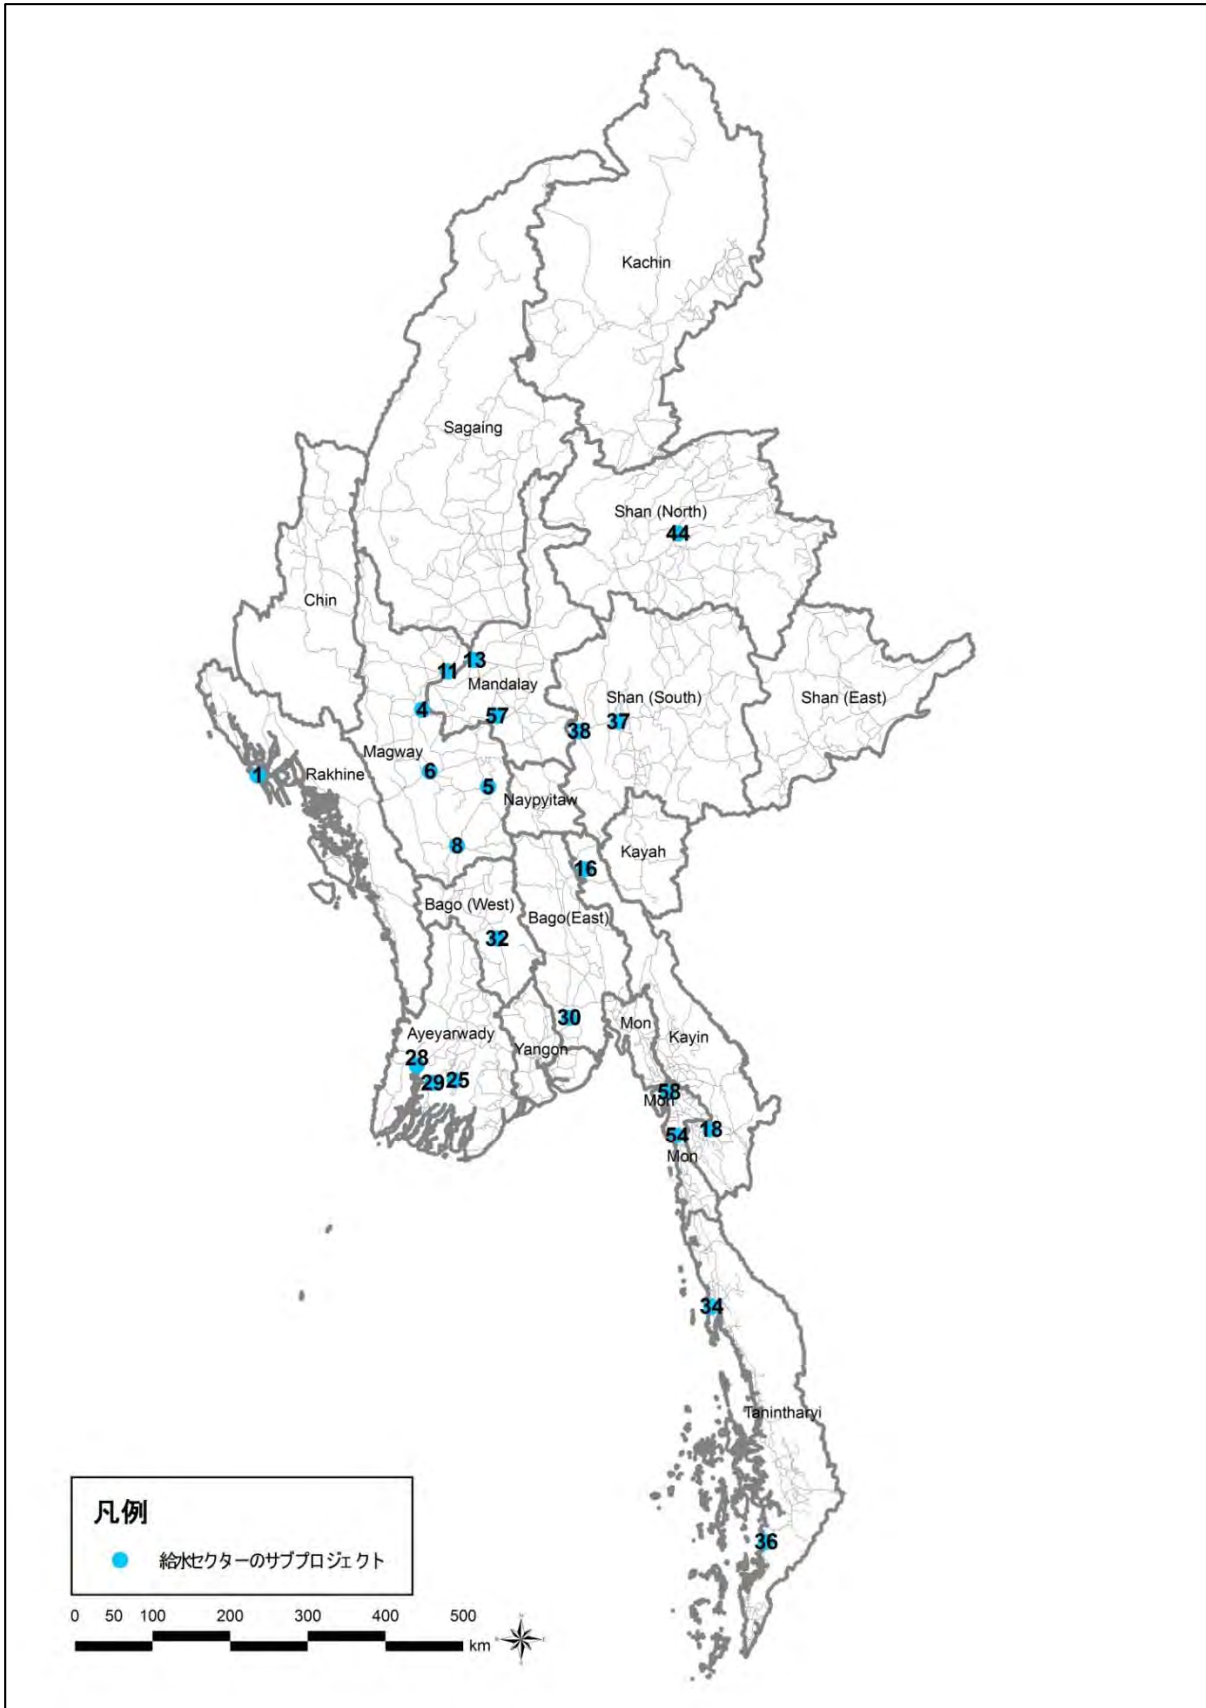 Kachin
Sagaing
Shan (North)
44
Chin
13
11
Mandalay
Shan (South)
Shan (East)
4
57
37
38
Magway
6
Rakhine
1
5
Naypyitaw
8
Kayah
16
Bago (West)
Bago(East)
32
30
Mon
Ayeyarwady
Kayin
Yangon
28
29
25
58
Mon
18
54
Mon
34
Tanintharyi
凡例
36
給水セクターのサブプロジェクト
0 50 100 200 300 400 500
km